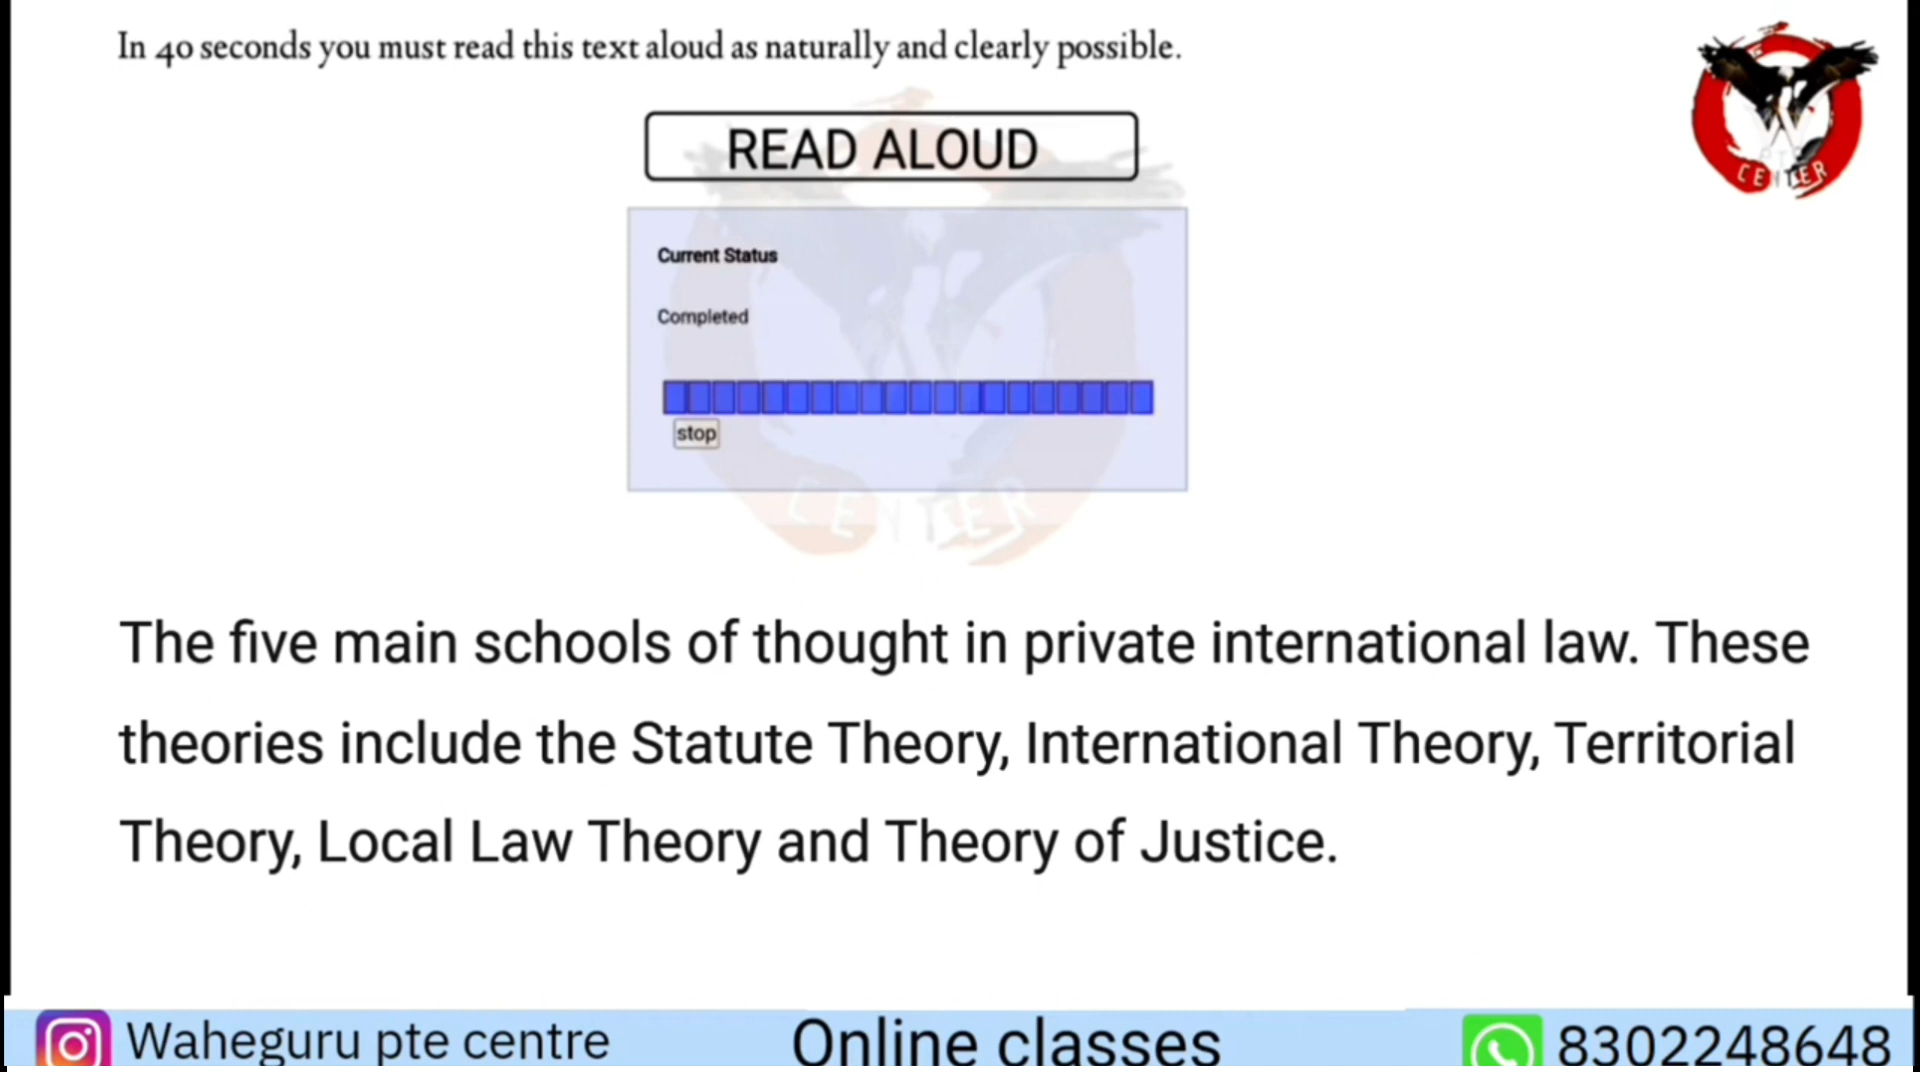 In 40 seconds you must read this text aloud as naturally and clearly possible.
READ ALOUD
CENTER
Current Status
Completed
stop
CENTER
The five main schools of thought in private international law. These
theories include the Statute Theory, International Theory, Territorial
Theory, Local Law Theory and Theory of Justice.
Waheguru pte centre
Online classes
8302248648